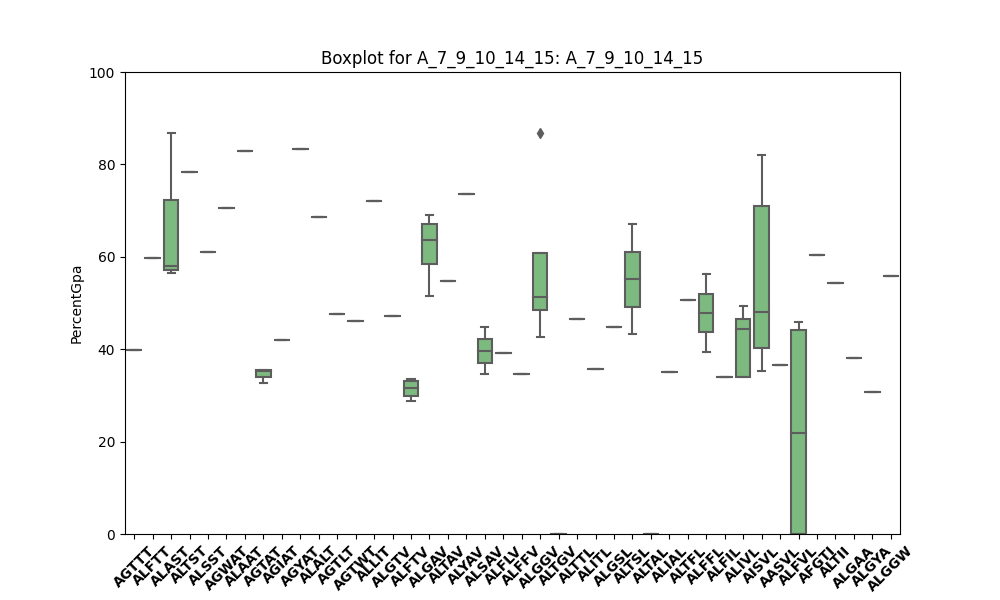 Boxplot for A_7_9_10_14_15: A_7_9_10_14_15
PercentGpa
100
80
60
40
20
0
AGTTT
ALFTT
ALAST
ALTST
ALSST
AGWAT
ALAAT
AGTAT
AGIAT
AGYAT
ALALT
AGTLT
AGTWT
ALLIT
ALGTV
ALFTV
ALGAV
ALTAV
ALYAV
ALSAV
ALFLV
ALFFV
ALGGV
ALTGV
ALTTL
ALITL
ALGSL
ALTSL
ALTAL
ALIAL
ALTFL
ALFFL
ALFIL
ALIVL
AISVL
AASVL
ALFVL
AFGTI
ALTII
ALGAA
ALGYA
ALGGW